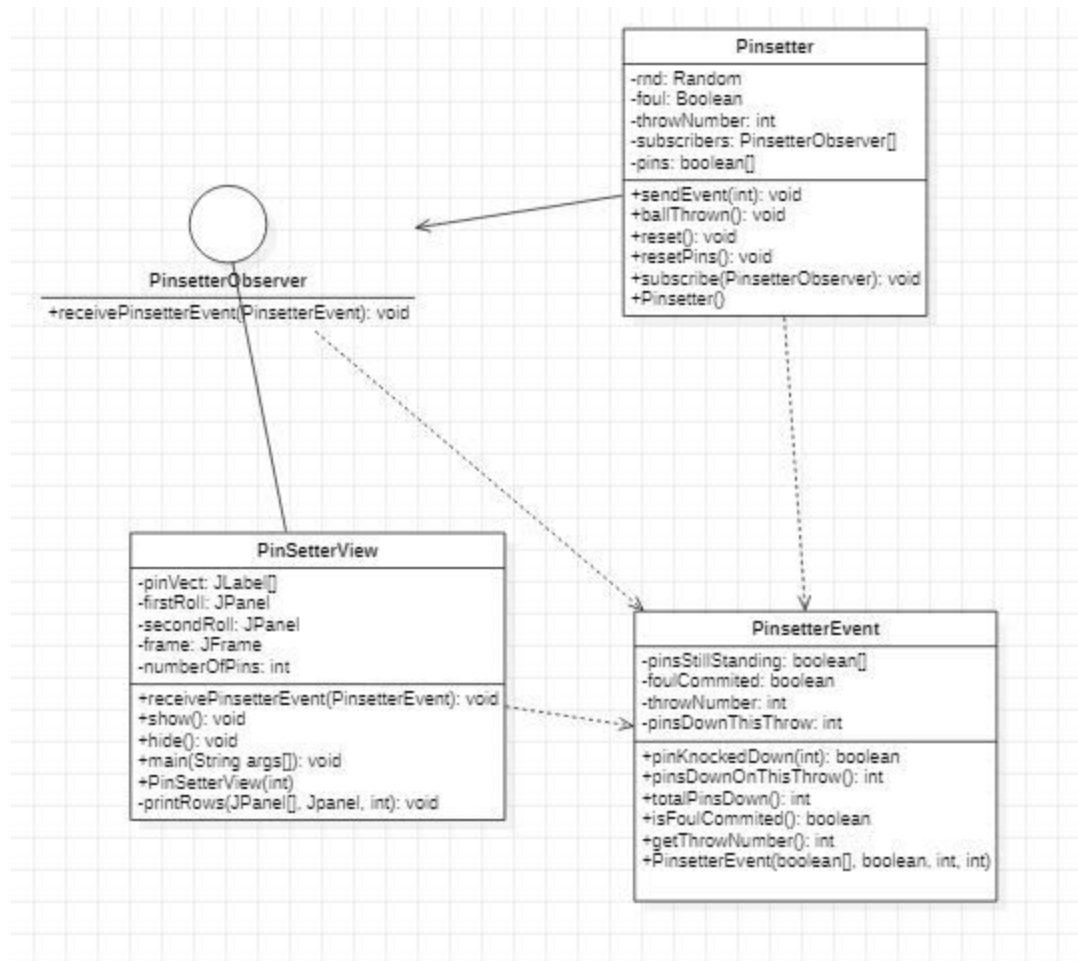 Pinsetter
-rnd: Random
-foul: Boolean
-throwNumber: int
-subscribers: PinsetterObserver[]
-pins: boolean[]
+sendEvent(int): void
+ballThrown(): void
+reset(): void
+resetPins(): void
+subscribe(PinsetterObserver): void
+Pinsetter()
PinsetterObserver
+receivePinsetterEvent(PinsetterEvent): void
PinSetterView
-pinVect: JLabel[]
-firstRoll: JPanel
-secondRoll: JPanel
-frame: JFrame
-numberOfPins: int
+receivePinsetterEvent(PinsetterEvent): void
+show(): void
+hide(): void
+main(String args[]): void
+PinSetterView(int)
-printRows(JPanel[], Jpanel, int): void
PinsetterEvent
-pinsStillStanding: boolean[]
-foulCommited: boolean
-throwNumber: int
-pinsDownThisThrow: int
+pinKnockedDown(int): boolean
+pinsDownOnThisThrow(): int
+totalPinsDown(): int
+isFoulCommited(): boolean
+getThrowNumber(): int
+PinsetterEvent(boolean[], boolean, int, int)